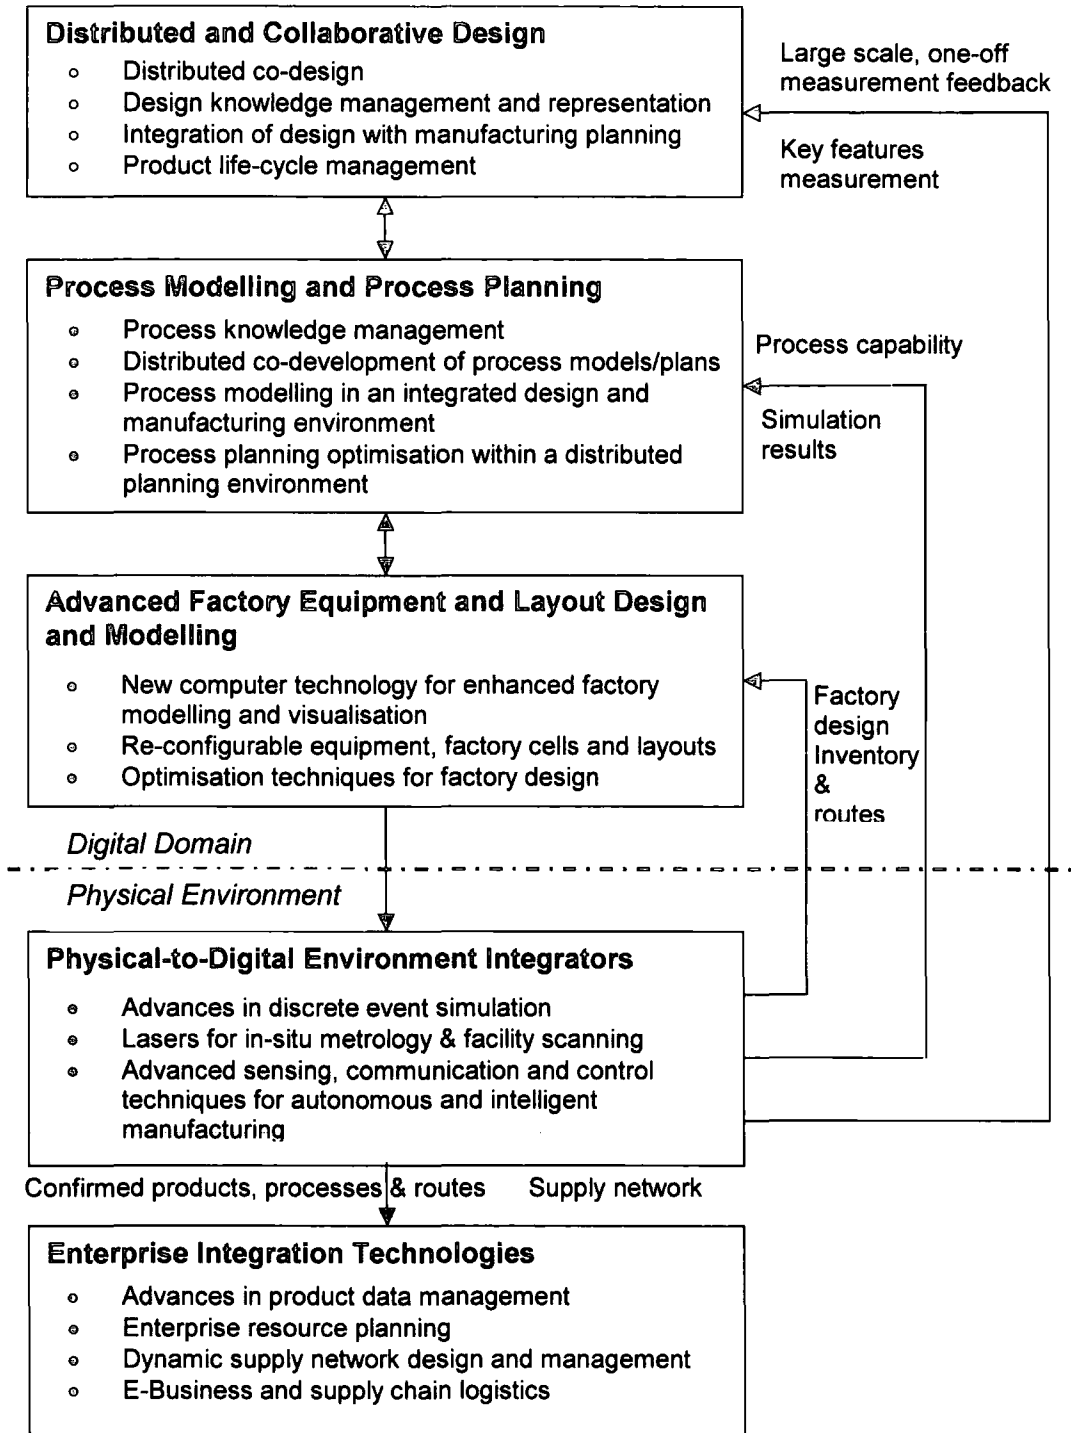 Distributed and Collaborative Design
Distributed co-design
Design knowledge management and representation
Integration of design with manufacturing planning
Product life-cycle management
Large scale, one-off
measurement feedback
Key features
measurement
Process Modelling and Process Planning
Process knowledge management
Distributed co-development of process models/plans
Process modelling in an integrated design and
manufacturing environment
Process planning optimisation within a distributed
planning environment
Process capability
Simulation
results
Advanced Factory Equipment and Layout Design
and Modelling
New computer technology for enhanced factory
modelling and visualisation
Re-configurable equipment, factory cells and layouts
Optimisation techniques for factory design
Factory
design
Inventory
&
routes
Digital Domain
Physical Environment
Physical-to-Digital Environment Integrators
Advances in discrete event simulation
Lasers for in-situ metrology & facility scanning
Advanced sensing, communication and control
techniques for autonomous and intelligent
manufacturing
Confirmed products, processes & routes Supply network
Enterprise Integration Technologies
Advances in product data management
Enterprise resource planning
Dynamic supply network design and management
E-Business and supply chain logistics